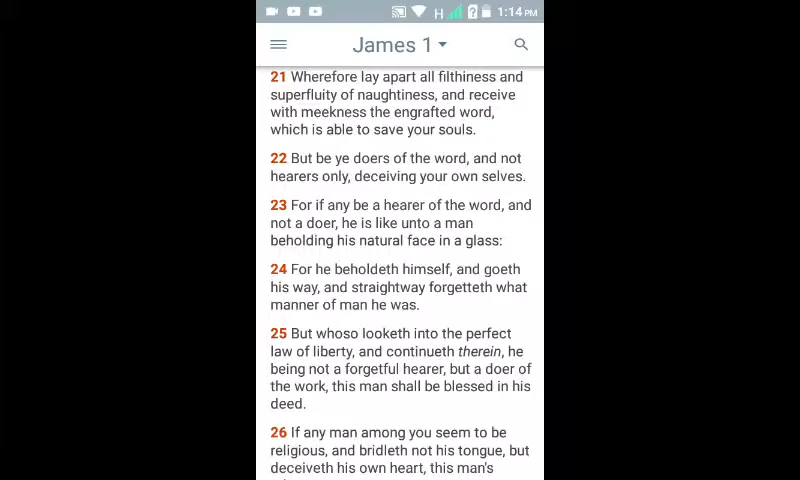 H ? 1:14 PM
James 1
21 Wherefore lay apart all filthiness and
superfluity of naughtiness, and receive
with meekness the engrafted word,
which is able to save your souls.
22 But be ye doers of the word, and not
hearers only, deceiving your own selves.
23 For if any be a hearer of the word, and
not a doer, he is like unto a man
beholding his natural face in a glass:
24 For he beholdeth himself, and goeth
his way, and straightway forgetteth what
manner of man he was.
25 But whoso looketh into the perfect
law of liberty, and continueth therein, he
being not a forgetful hearer, but a doer of
the work, this man shall be blessed in his
deed.
26 If any man among you seem to be
religious, and bridleth not his tongue, but
deceiveth his own heart, this man's